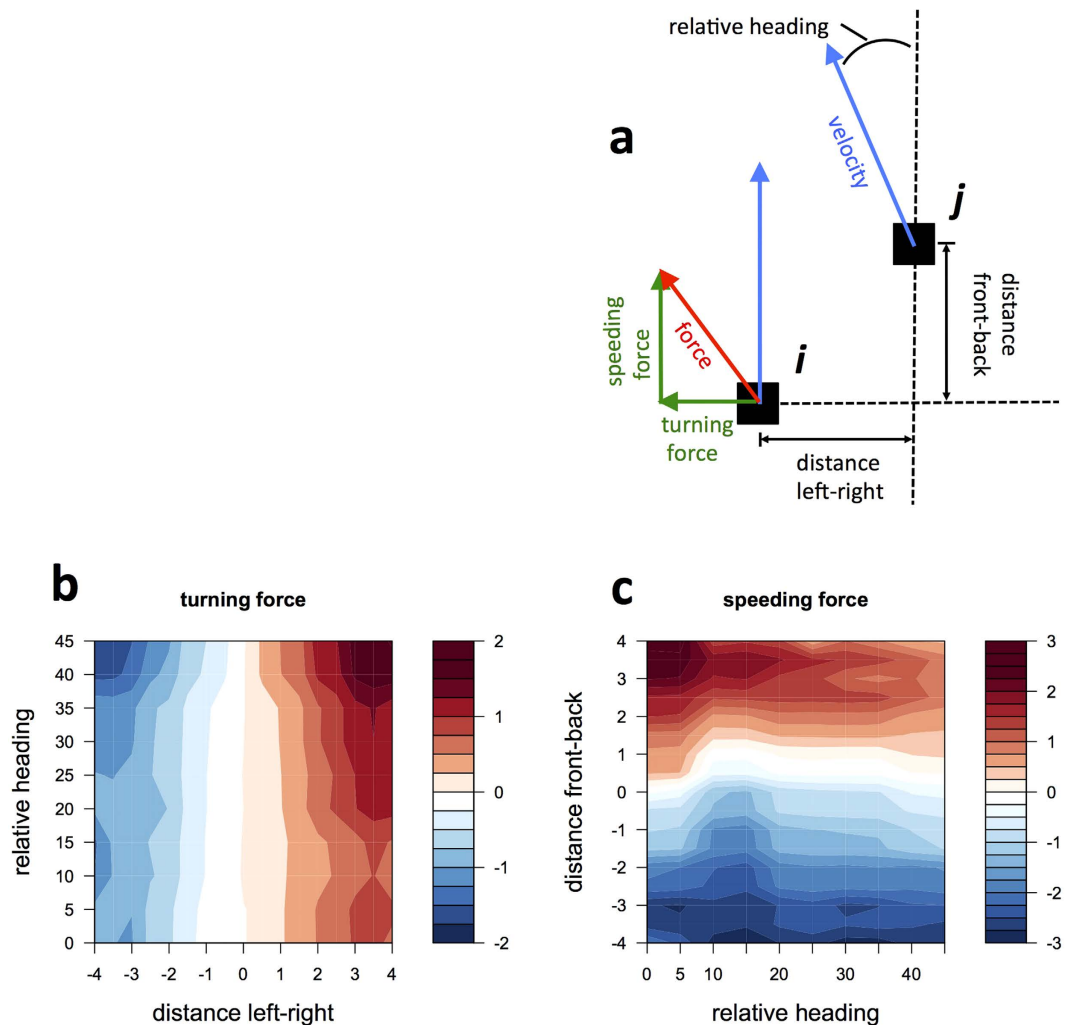 relative heading
a
velocity
j
distance
front-back
speeding
force
force
i
turning
force
distance
left-right
b
turning force
45
40
35
30
25
20
15
10
5
0
relative heading
-4 -3 -2 -1 0 1 2 3 4
distance left-right
2
1
0
-1
-2
c
speeding force
4
3
2
1
0
-1
-2
-3
-4
distance front-back
0 5 10 20 30 40
relative heading
3
2
1
0
-1
-2
-3